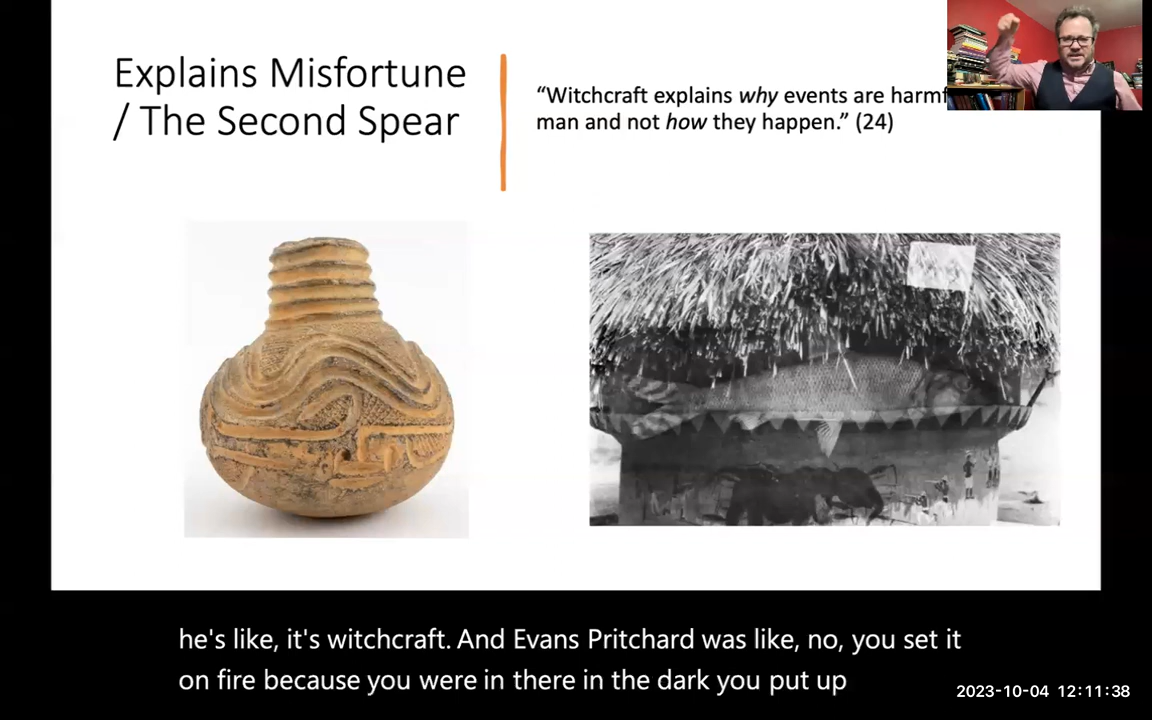 Explains Misfortune
/ The Second Spear
“Witchcraft explains why events are
man and not how they happen.” (24)
he's like, it's witchcraft. And Evans Pritchard was like, no, you set it
on fire because you were in there in the dark you put up
2023-10-04 12:11:38